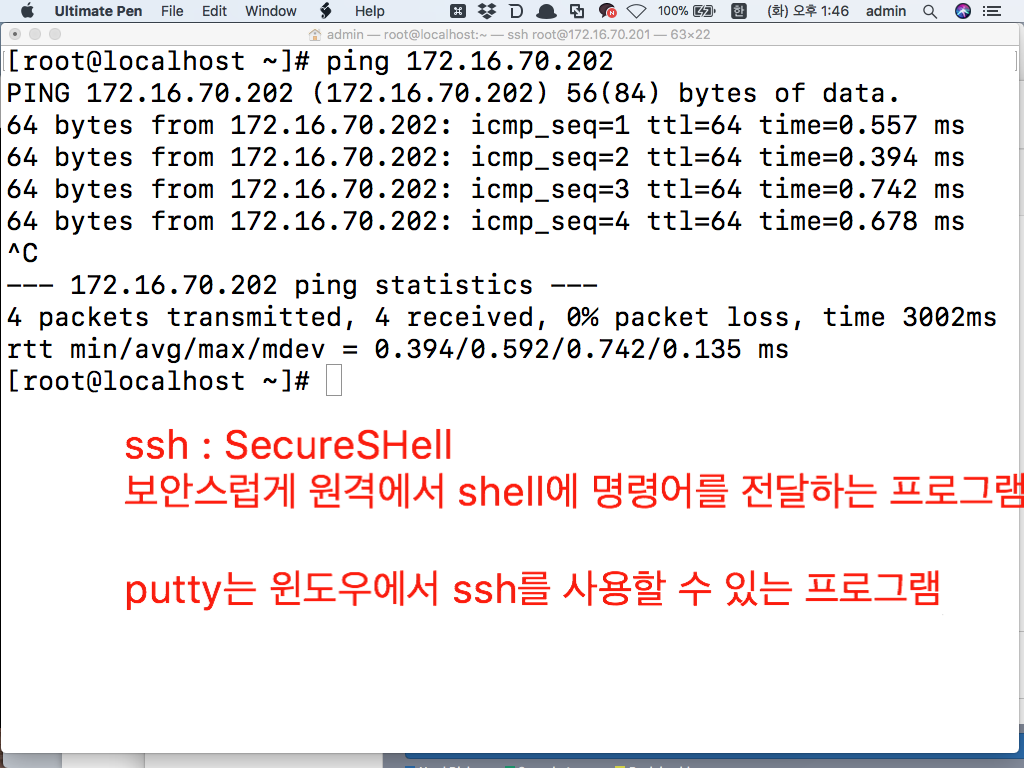 Ultimate Pen File Edit Window Help 100% 한 (화) 오후 1:46 admin
admin — root@localhost:~ — ssh root@172.16.70.201 — 63×22
[root@localhost ~]# ping 172.16.70.202
PING 172.16.70.202 (172.16.70.202) 56(84) bytes of data.
64 bytes from 172.16.70.202: icmp_seq=1 ttl=64 time=0.557 ms
64 bytes from 172.16.70.202: icmp_seq=2 ttl=64 time=0.394 ms
64 bytes from 172.16.70.202: icmp_seq=3 ttl=64 time=0.742 ms
64 bytes from 172.16.70.202: icmp_seq=4 ttl=64 time=0.678 ms
^C
--- 172.16.70.202 ping statistics ---
4 packets transmitted, 4 received, 0% packet loss, time 3002ms
rtt min/avg/max/mdev = 0.394/0.592/0.742/0.135 ms
[root@localhost ~]#
ssh : SecureSHell
보안스럽게 원격에서 shell에 명령어를 전달하는 프로그램
putty는 윈도우에서 ssh를 사용할 수 있는 프로그램